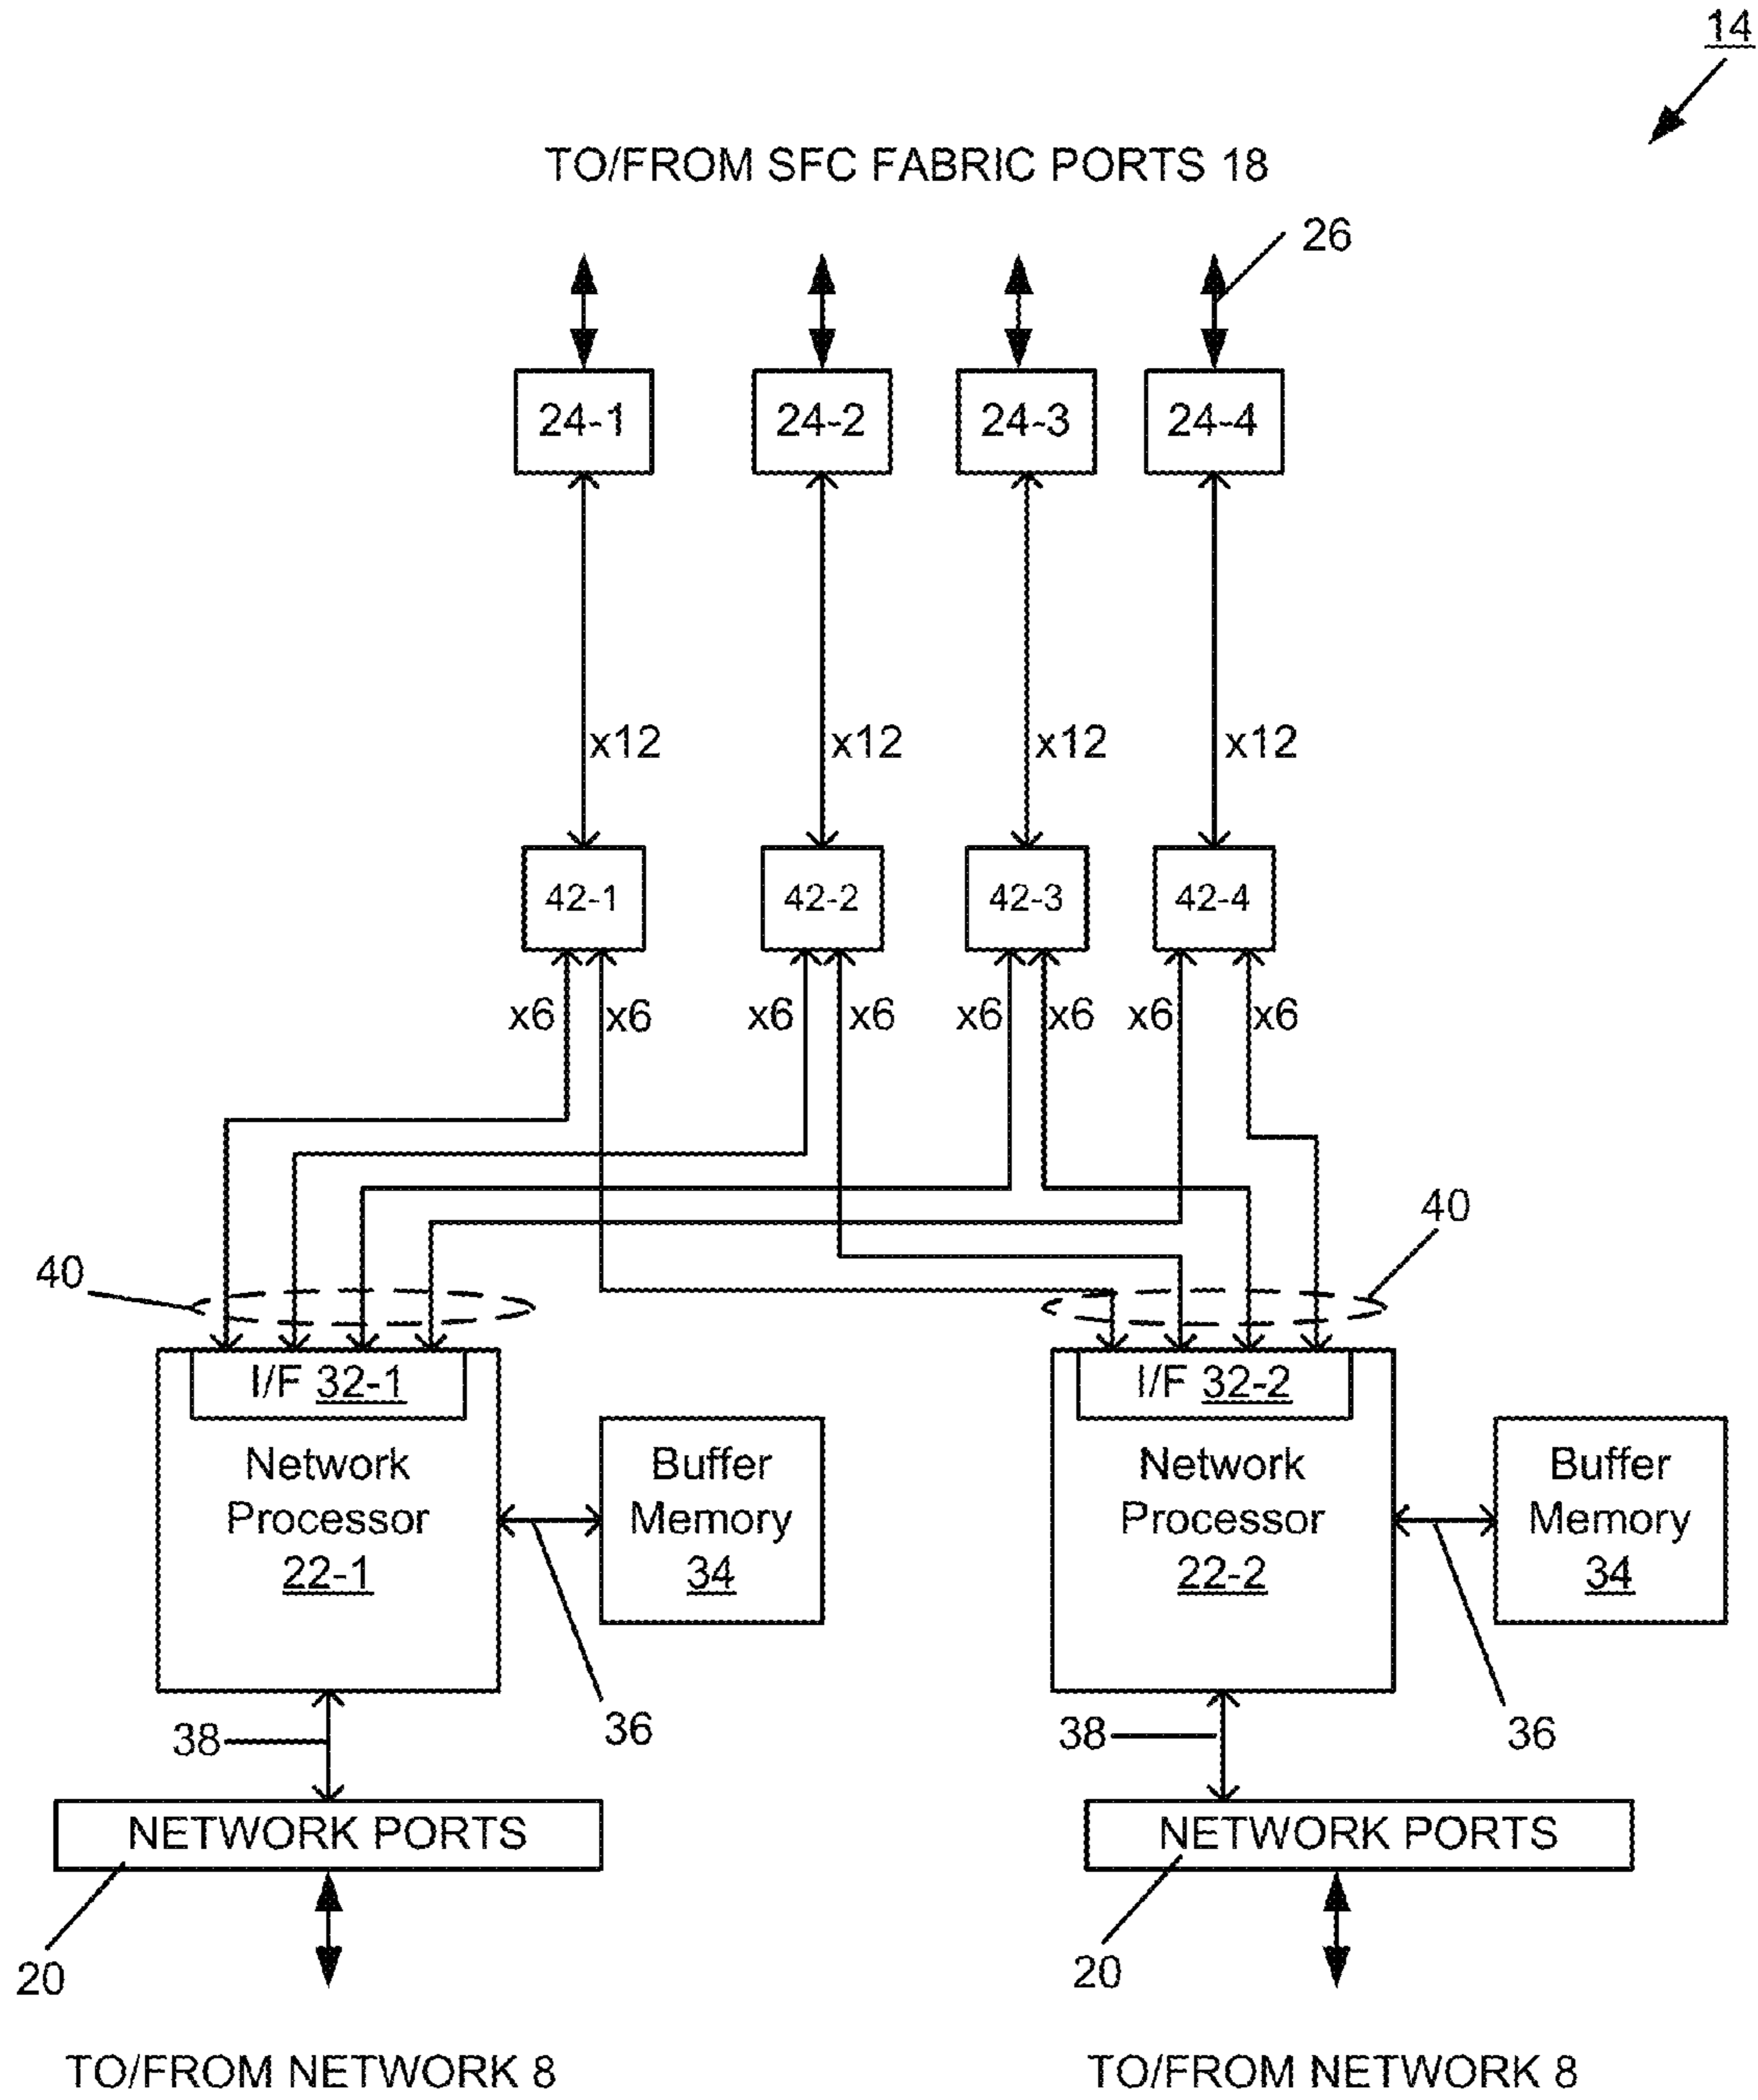 14
TO/FROM SFC FABRIC PORTS 18
26
24-1 24-2 24-3 24-4
x12 x12 x12 x12
42-1 42-2 42-3 42-4
x6 x6 x6 x6 x6 x6 x6 x6
40
40
I/F 32-1
Network
Processor
22-1
Buffer
Memory
34
I/F 32-2
Network
Processor
22-2
Buffer
Memory
34
38
36
38
36
NETWORK PORTS
NETWORK PORTS
20
20
TO/FROM NETWORK 8
TO/FROM NETWORK 8